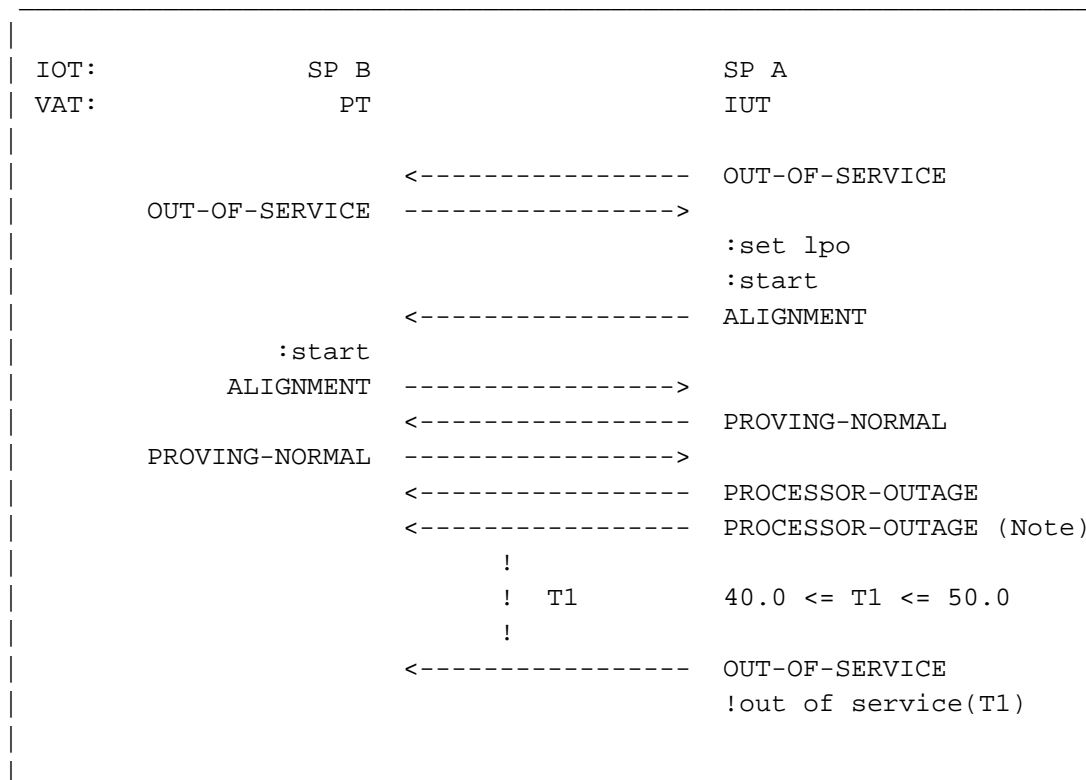 IOT: SP B SP A
VAT: PT IUT
<----------------- OUT-OF-SERVICE
OUT-OF-SERVICE ----------------->
:set lpo
:start
<----------------- ALIGNMENT
:start
ALIGNMENT ----------------->
<----------------- PROVING-NORMAL
PROVING-NORMAL ----------------->
<----------------- PROCESSOR-OUTAGE
<----------------- PROCESSOR-OUTAGE (Note)
!
! T1 40.0 <= T1 <= 50.0
!
<----------------- OUT-OF-SERVICE
!out of service(T1)